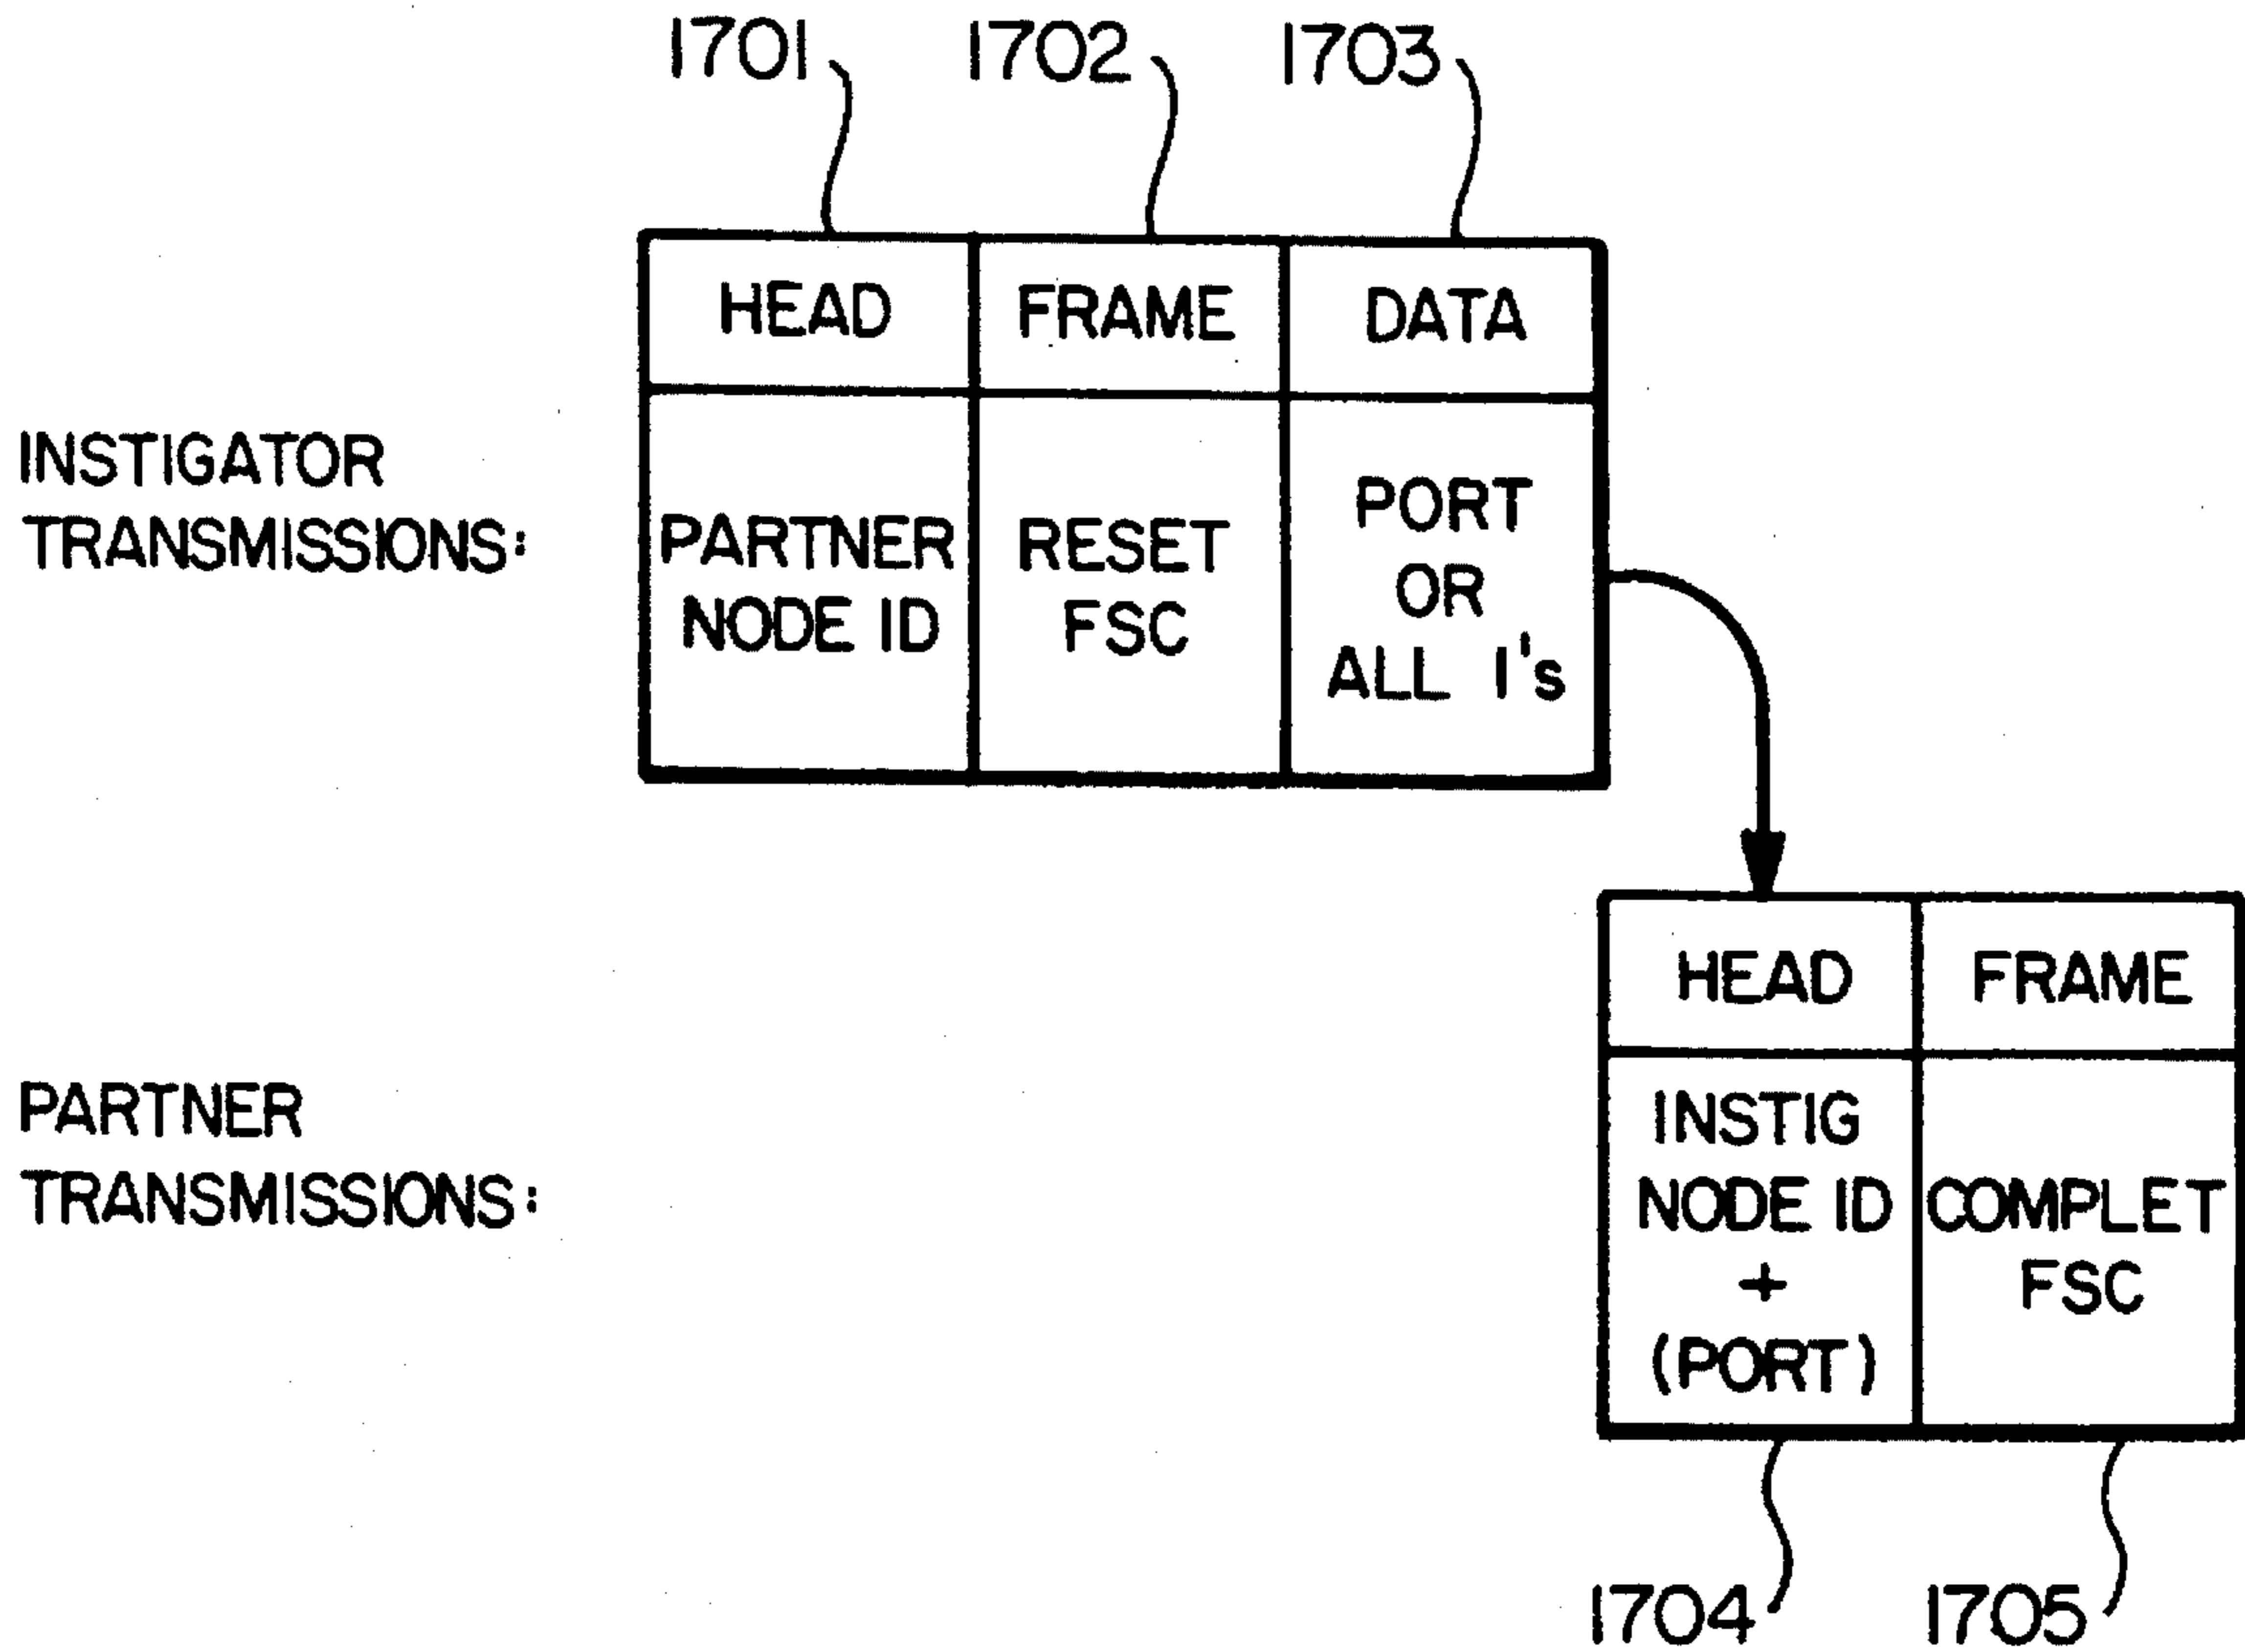 1701 1702 1703
HEAD FRAME DATA
INSTIGATOR
TRANSMISSIONS:
PARTNER
NODE ID
RESET
FSC
PORT
OR
ALL 1's
PARTNER
TRANSMISSIONS:
HEAD FRAME
INSTIG
NODE ID
+
(PORT)
COMPLET
FSC
1704 1705